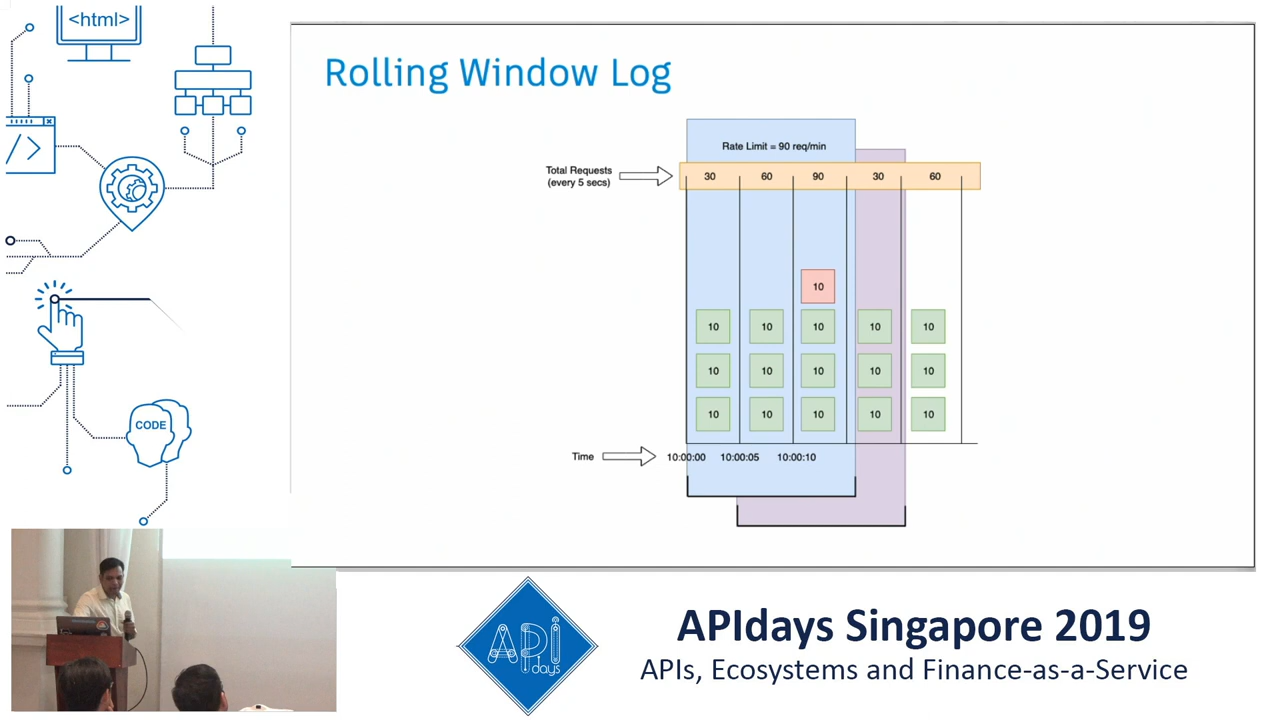 <html>
</>
CODE
Rolling Window Log
Rate Limit = 90 req/min
Total Requests
(every 5 secs)
30 60 90 30 60
10
10 10 10 10 10
10 10 10 10 10
10 10 10 10 10
Time
10:00:00 10:00:05 10:00:10
API
days
APIdays Singapore 2019
APIs, Ecosystems and Finance-as-a-Service